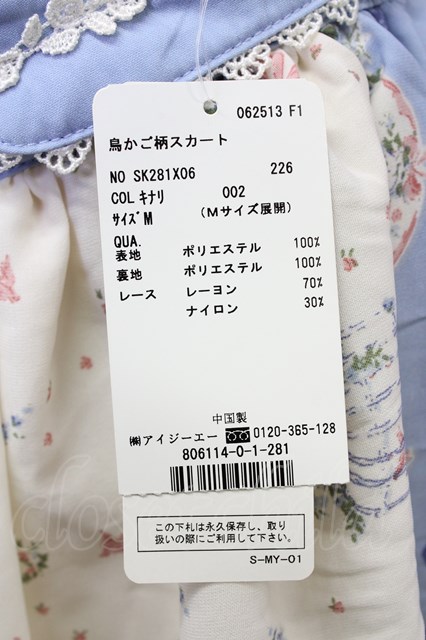 062513 F1
鳥かご柄スカート
NO SK281X06 226
COL キナリ 002
サイズ M (Mサイズ展開)
QUA.
表地 ポリエステル 100%
裏地 ポリエステル 100%
レース レーヨン 70%
ナイロン 30%
中国製
㈱アイジーエー 0120-365-128
806114-0-1-281
この下札は永久保存し、取り
扱いの際にご利用して下さい。
S-MY-01